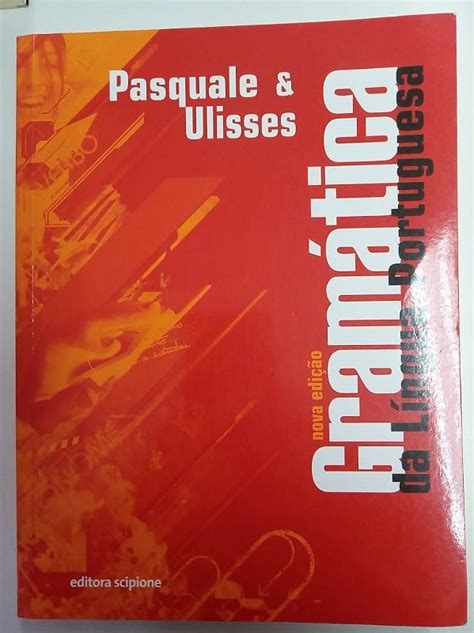 Pasquale &
Ulisses
nova edição
Gramática
da Língua Portuguesa
editora scipione